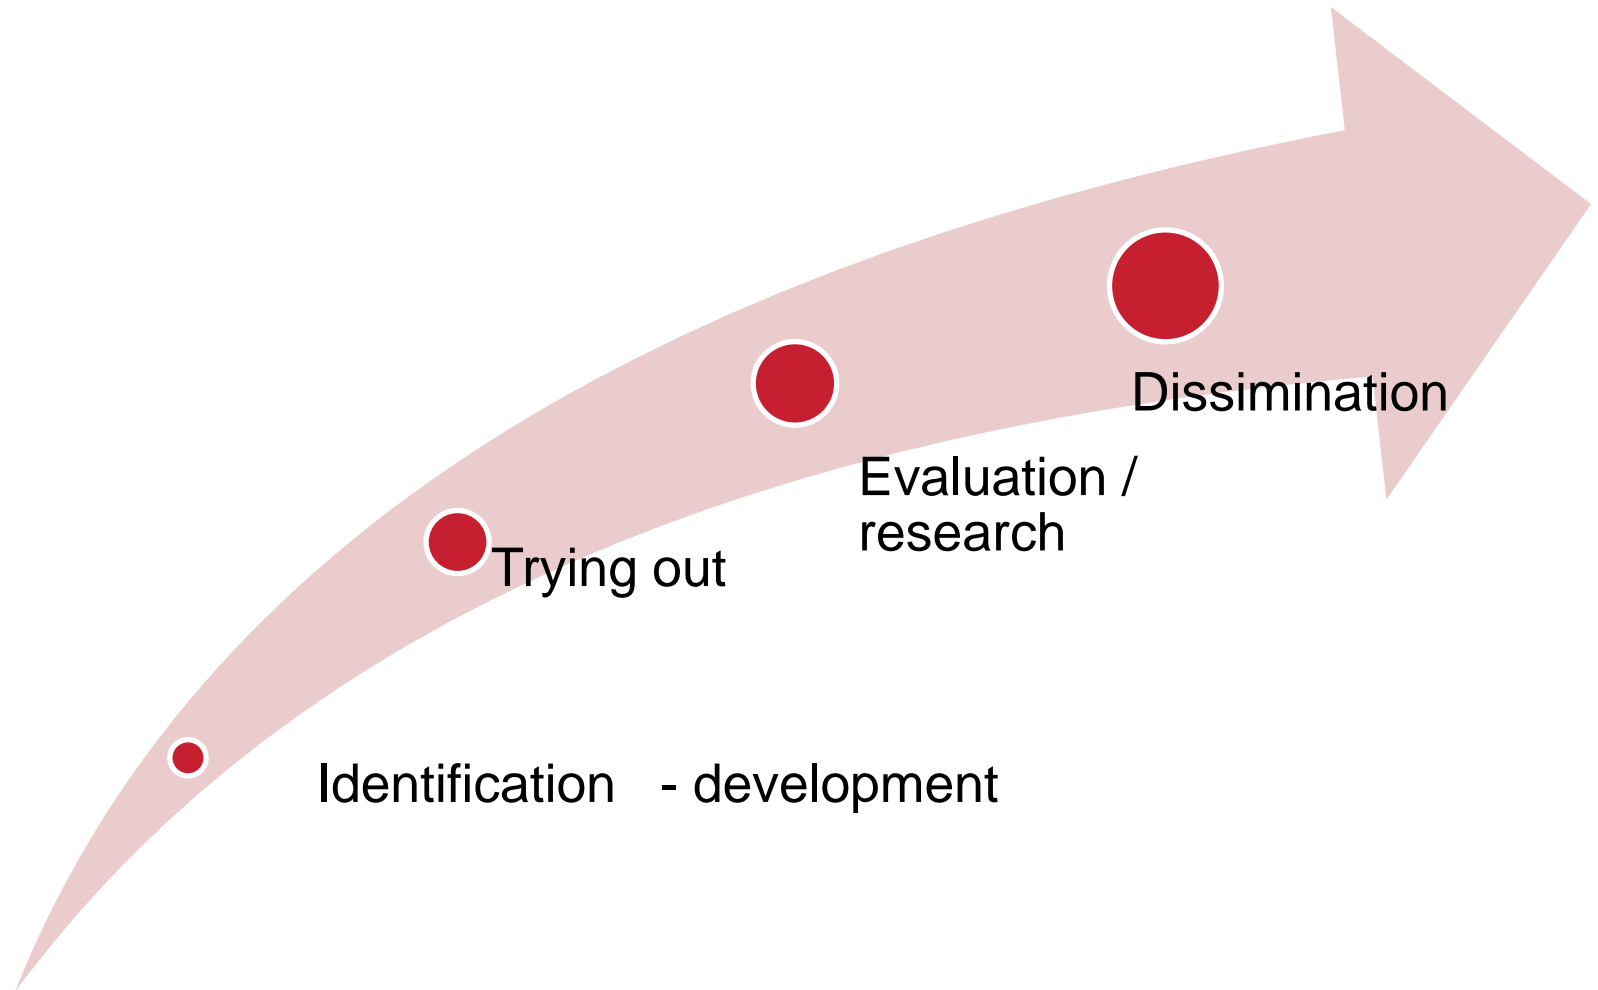 Dissimination
Evaluation /
research
Trying out
Identification - development